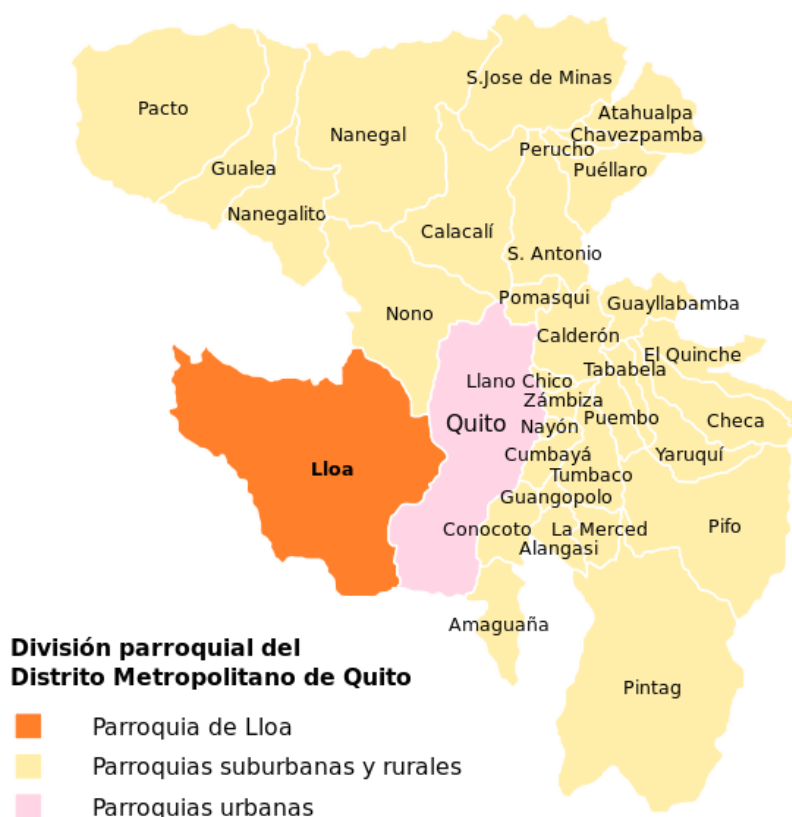 S.Jose de Minas
Pacto
Atahualpa
Nanegal
Chavezpamba
Perucho
Gualea
Puéllaro
Nanegalito
Calacalí
S. Antonio
Pomasqui
Guayllabamba
Nono
Calderón
El Quinche
Tababela
Llano Chico
Zámbiza
Quito
Puembo
Checa
Nayón
Cumbayá
Yaruquí
Lloa
Tumbaco
Guangopolo
Conocoto
La Merced
Pifo
Alangasi
Amaguaña
Pintag
División parroquial del
Distrito Metropolitano de Quito
Parroquia de Lloa
Parroquias suburbanas y rurales
Parroquias urbanas